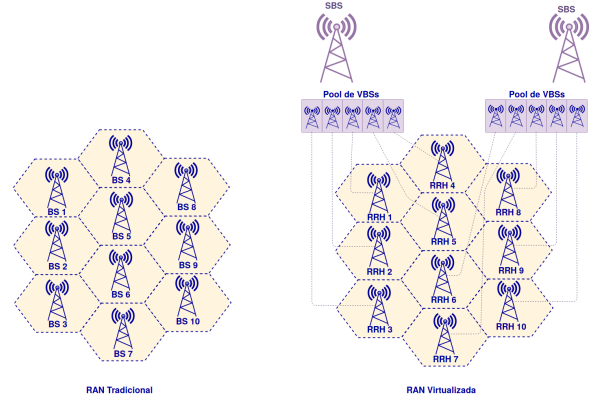 SBS
SBS
Pool de VBSs
Pool de VBSs
BS 4
BS 1
BS 8
BS 5
BS 2
BS 9
BS 6
BS 3
BS 10
BS 7
RRH 4
RRH 1
RRH 8
RRH 5
RRH 2
RRH 9
RRH 6
RRH 3
RRH 10
RRH 7
RAN Tradicional
RAN Virtualizada